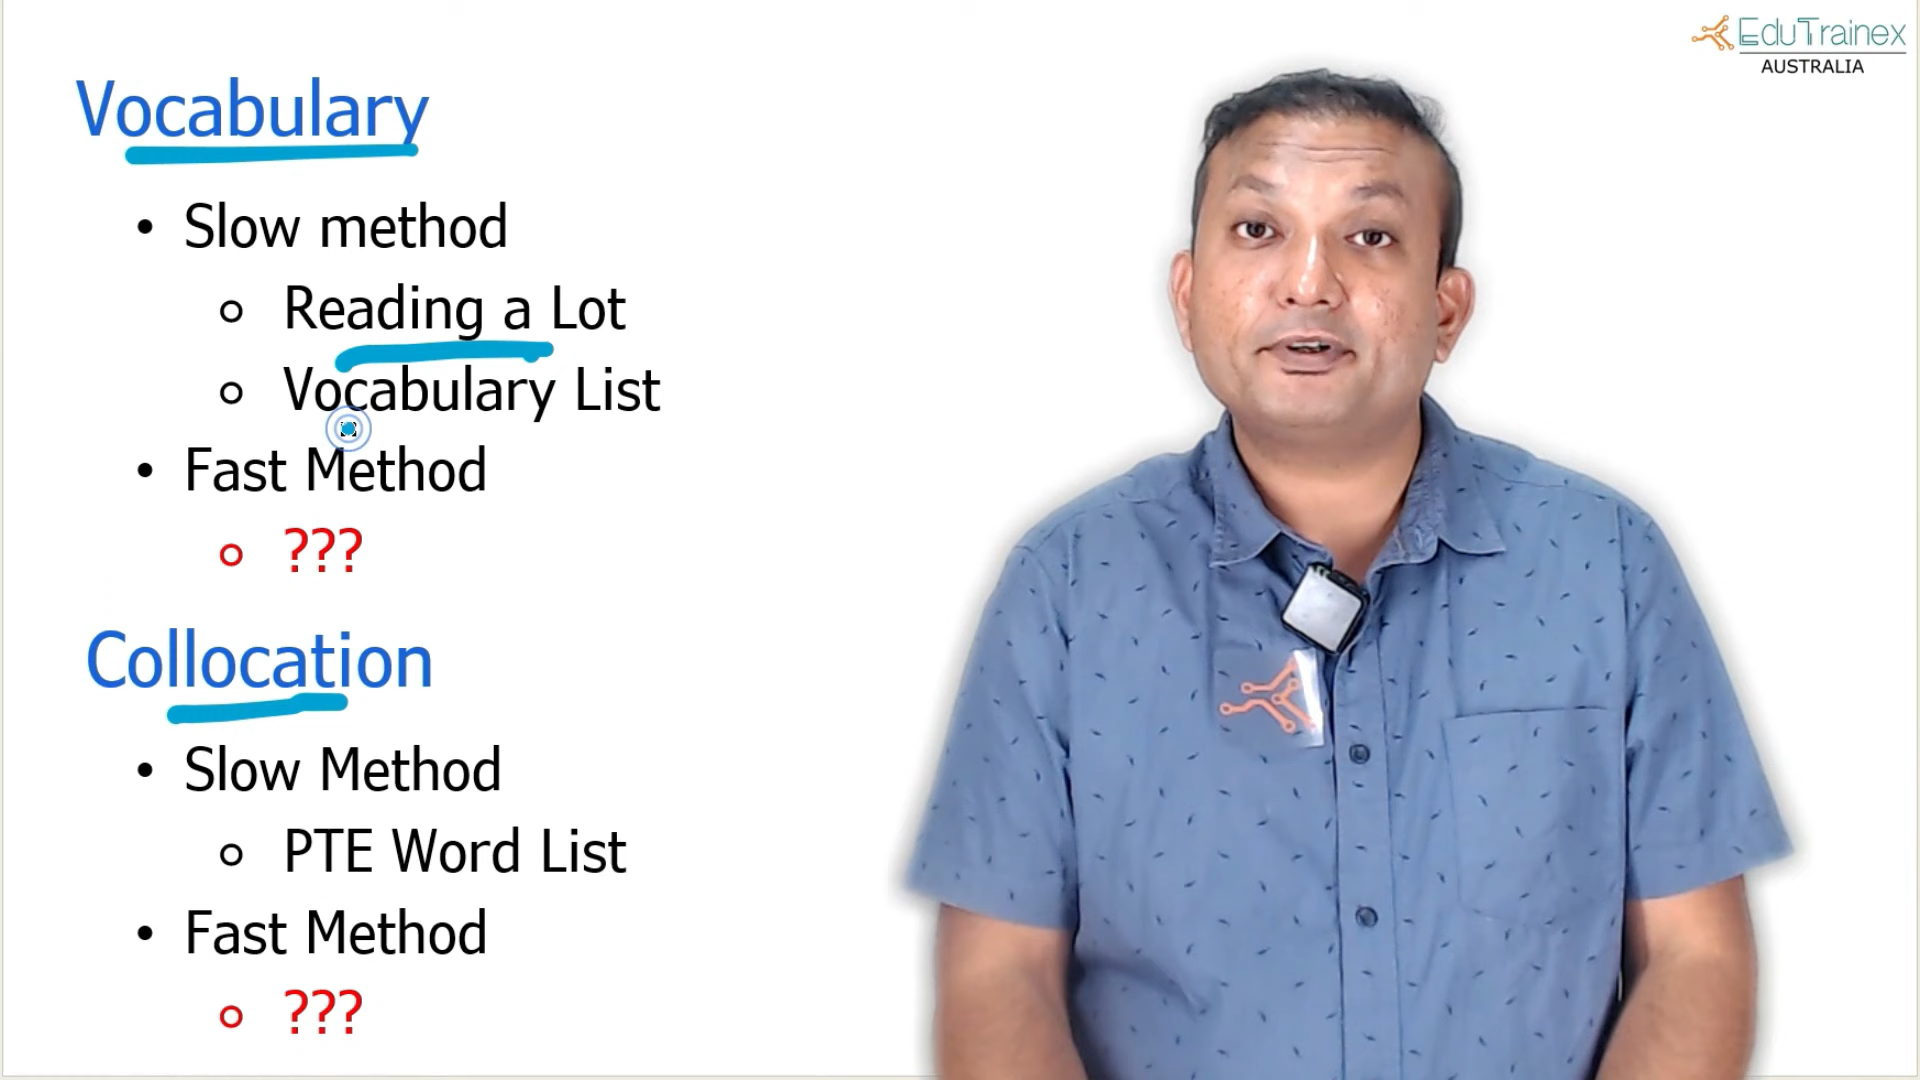 EduTrainex
AUSTRALIA
Vocabulary
• Slow method
○ Reading a Lot
○ Vocabulary List
• Fast Method
○ ???
Collocation
• Slow Method
○ PTE Word List
• Fast Method
○ ???